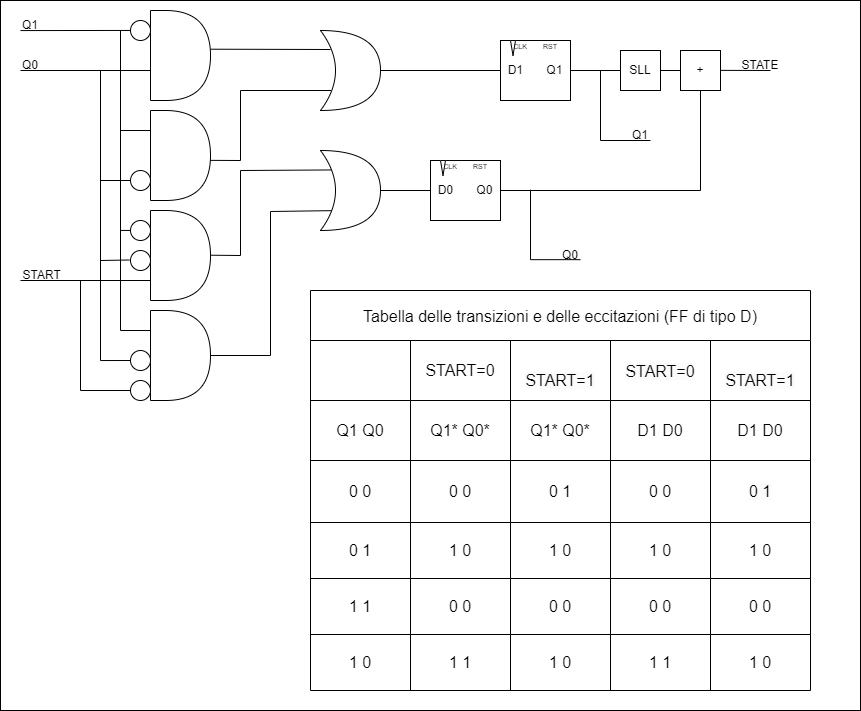 Q1
Q0
START
CLK RST
D1 Q1
SLL
+
STATE
Q1
CLK RST
D0 Q0
Q0
Tabella delle transizioni e delle eccitazioni (FF di tipo D)
START=0 START=1 START=0 START=1
Q1 Q0 Q1* Q0* Q1* Q0* D1 D0 D1 D0
0 0 0 0 0 1 0 0 0 1
0 1 1 0 1 0 1 0 1 0
1 1 0 0 0 0 0 0 0 0
1 0 1 1 1 0 1 1 1 0